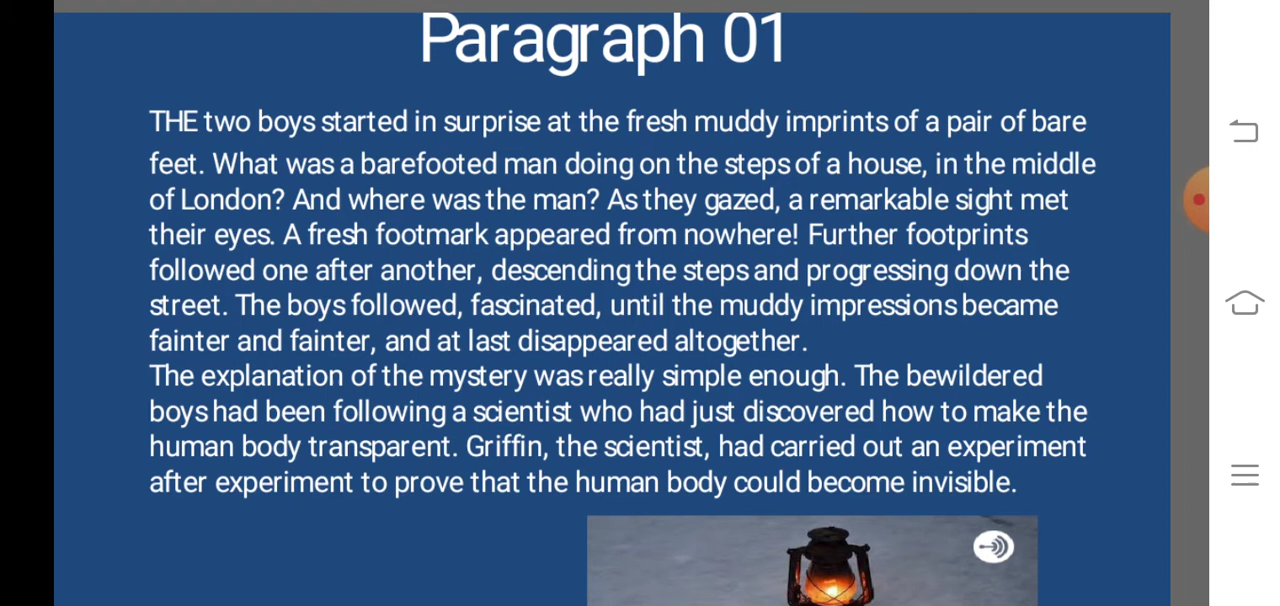 Paragraph 01
THE two boys started in surprise at the fresh muddy imprints of a pair of bare
feet. What was a barefooted man doing on the steps of a house, in the middle
of London? And where was the man? As they gazed, a remarkable sight met
their eyes. A fresh footmark appeared from nowhere! Further footprints
followed one after another, descending the steps and progressing down the
street. The boys followed, fascinated, until the muddy impressions became
fainter and fainter, and at last disappeared altogether.
The explanation of the mystery was really simple enough. The bewildered
boys had been following a scientist who had just discovered how to make the
human body transparent. Griffin, the scientist, had carried out an experiment
after experiment to prove that the human body could become invisible.